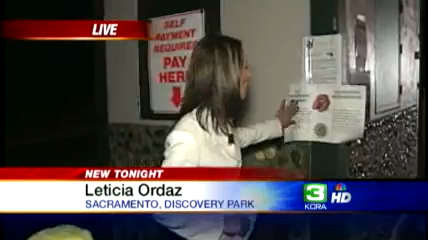 LIVE
SELF
PAYMENT
REQUIRED
PAY
HERE
NEW TONIGHT
Leticia Ordaz
SACRAMENTO, DISCOVERY PARK
3
KCRA
HD